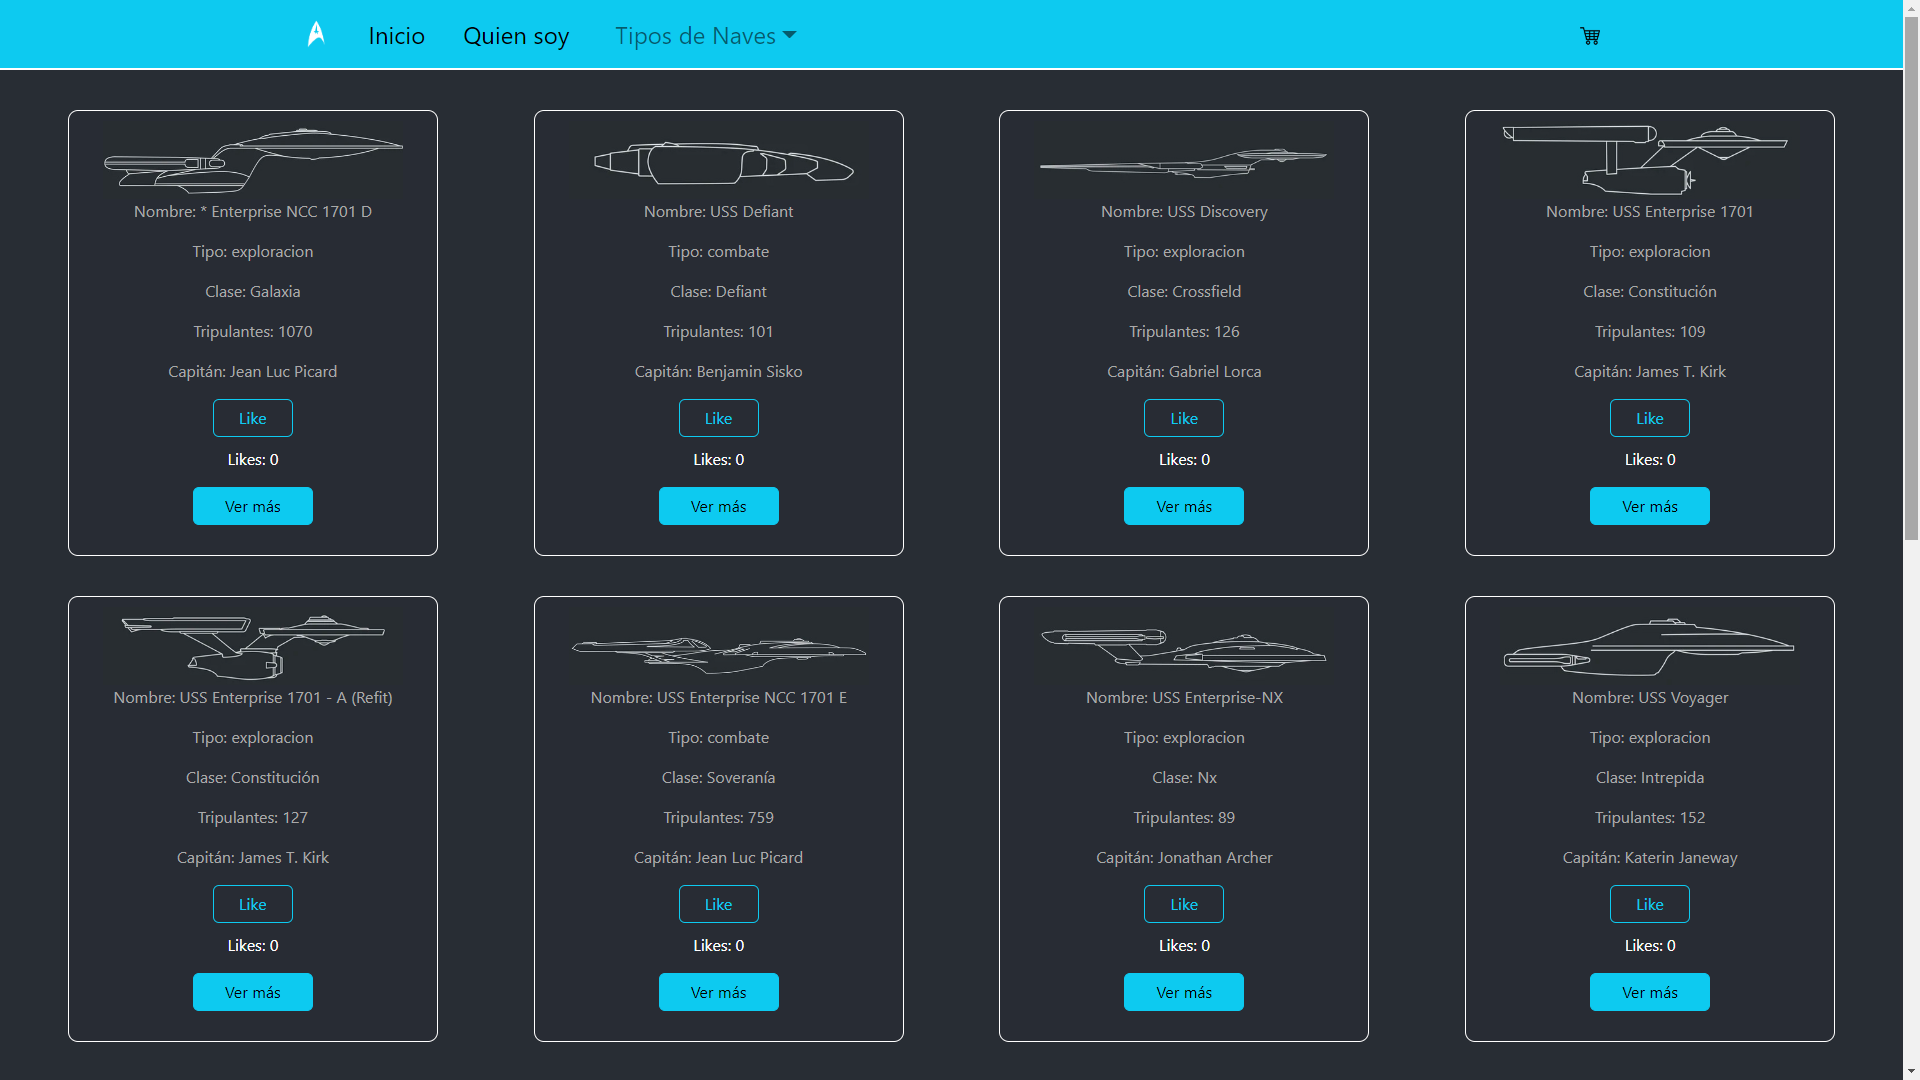 Inicio
Quien soy
Tipos de Naves
Nombre: * Enterprise NCC 1701 D
Tipo: exploracion
Clase: Galaxia
Tripulantes: 1070
Capitán: Jean Luc Picard
Like
Likes: 0
Ver más
Nombre: USS Defiant
Tipo: combate
Clase: Defiant
Tripulantes: 101
Capitán: Benjamin Sisko
Like
Likes: 0
Ver más
Nombre: USS Discovery
Tipo: exploracion
Clase: Crossfield
Tripulantes: 126
Capitán: Gabriel Lorca
Like
Likes: 0
Ver más
Nombre: USS Enterprise 1701
Tipo: exploracion
Clase: Constitución
Tripulantes: 109
Capitán: James T. Kirk
Like
Likes: 0
Ver más
Nombre: USS Enterprise 1701 - A (Refit)
Tipo: exploracion
Clase: Constitución
Tripulantes: 127
Capitán: James T. Kirk
Like
Likes: 0
Ver más
Nombre: USS Enterprise NCC 1701 E
Tipo: combate
Clase: Soveranía
Tripulantes: 759
Capitán: Jean Luc Picard
Like
Likes: 0
Ver más
Nombre: USS Enterprise-NX
Tipo: exploracion
Clase: Nx
Tripulantes: 89
Capitán: Jonathan Archer
Like
Likes: 0
Ver más
Nombre: USS Voyager
Tipo: exploracion
Clase: Intrepida
Tripulantes: 152
Capitán: Katerin Janeway
Like
Likes: 0
Ver más